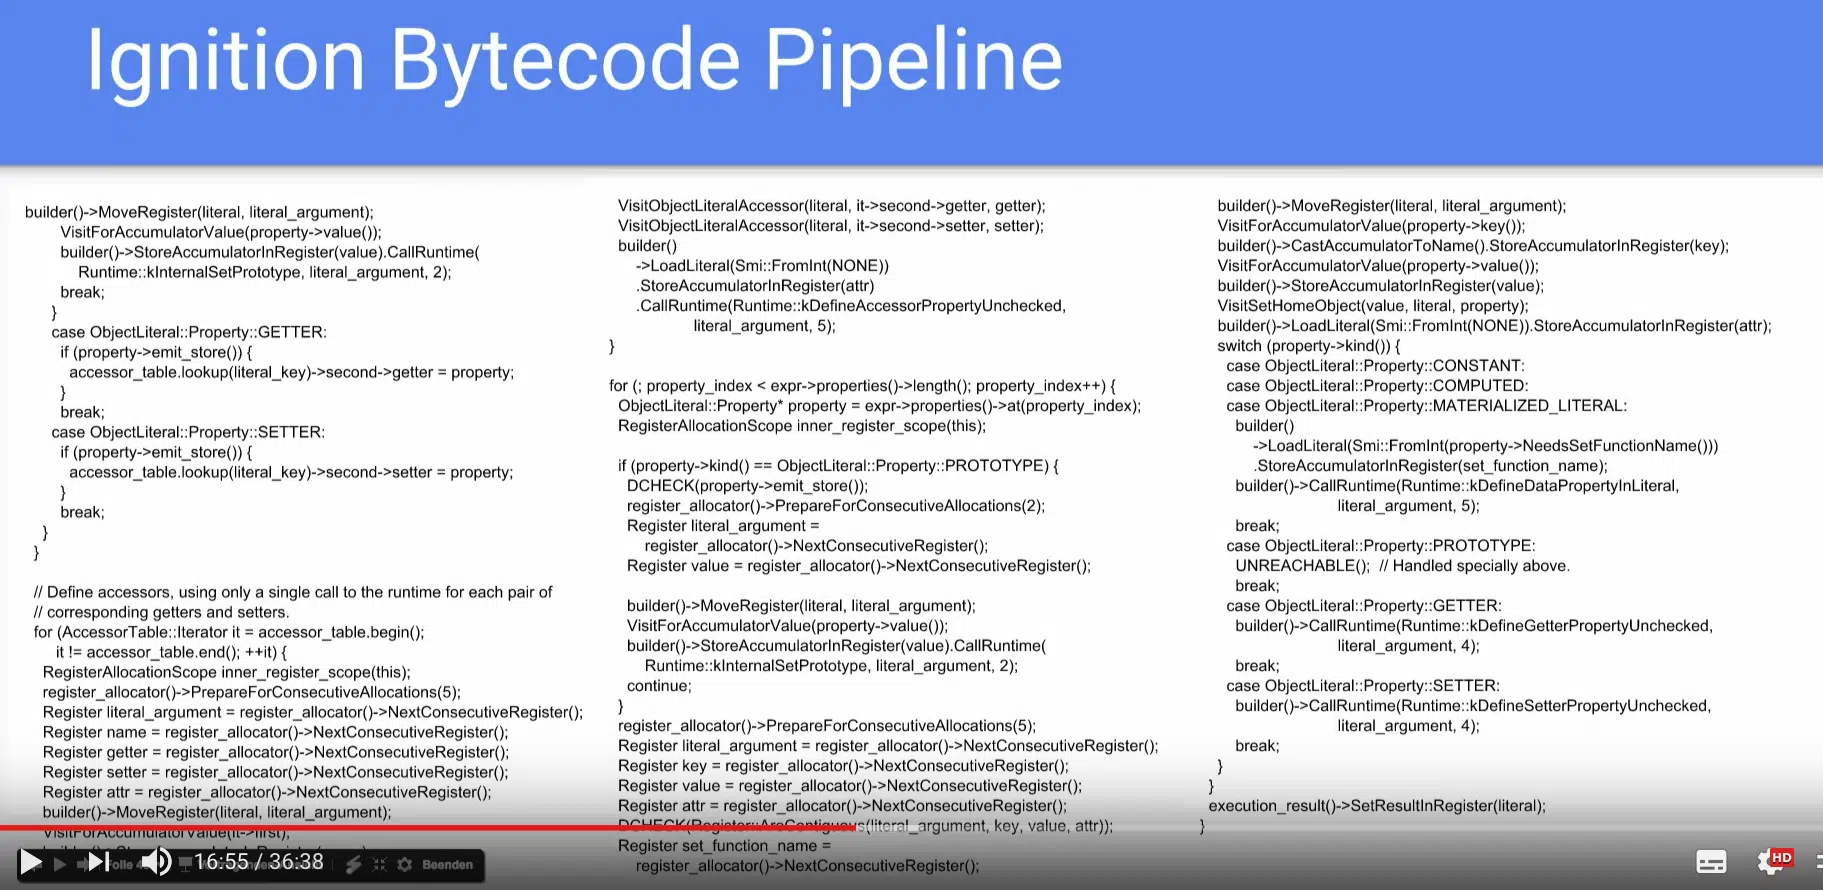 Ignition Bytecode Pipeline
builder()->MoveRegister(literal, literal_argument);
VisitForAccumulatorValue(property->value());
builder()->StoreAccumulatorInRegister(value).CallRuntime(
Runtime::kInternalSetPrototype, literal_argument, 2);
break;
}
case ObjectLiteral::Property::GETTER:
if (property->emit_store()) {
accessor_table.lookup(literal_key)->second->getter = property;
}
break;
case ObjectLiteral::Property::SETTER:
if (property->emit_store()) {
accessor_table.lookup(literal_key)->second->setter = property;
}
break;
}
}
// Define accessors, using only a single call to the runtime for each pair of
// corresponding getters and setters.
for (AccessorTable::Iterator it = accessor_table.begin();
it != accessor_table.end(); ++it) {
RegisterAllocationScope inner_register_scope(this);
register_allocator()->PrepareForConsecutiveAllocations(5);
Register literal_argument = register_allocator()->NextConsecutiveRegister();
Register name = register_allocator()->NextConsecutiveRegister();
Register getter = register_allocator()->NextConsecutiveRegister();
Register setter = register_allocator()->NextConsecutiveRegister();
Register attr = register_allocator()->NextConsecutiveRegister();
builder()->MoveRegister(literal, literal_argument);
VisitForAccumulatorValue(it->first);
VisitObjectLiteralAccessor(literal, it->second->getter, getter);
VisitObjectLiteralAccessor(literal, it->second->setter, setter);
builder()
->LoadLiteral(Smi::FromInt(NONE))
.StoreAccumulatorInRegister(attr)
.CallRuntime(Runtime::kDefineAccessorPropertyUnchecked,
literal_argument, 5);
}
for (; property_index < expr->properties()->length(); property_index++) {
ObjectLiteral::Property* property = expr->properties()->at(property_index);
RegisterAllocationScope inner_register_scope(this);
if (property->kind() == ObjectLiteral::Property::PROTOTYPE) {
DCHECK(property->emit_store());
register_allocator()->PrepareForConsecutiveAllocations(2);
Register literal_argument =
register_allocator()->NextConsecutiveRegister();
Register value = register_allocator()->NextConsecutiveRegister();
builder()->MoveRegister(literal, literal_argument);
VisitForAccumulatorValue(property->value());
builder()->StoreAccumulatorInRegister(value).CallRuntime(
Runtime::kInternalSetPrototype, literal_argument, 2);
continue;
}
register_allocator()->PrepareForConsecutiveAllocations(5);
Register literal_argument = register_allocator()->NextConsecutiveRegister();
Register key = register_allocator()->NextConsecutiveRegister();
Register value = register_allocator()->NextConsecutiveRegister();
Register attr = register_allocator()->NextConsecutiveRegister();
DCHECK(Register::AreContiguous(literal_argument, key, value, attr));
Register set_function_name =
register_allocator()->NextConsecutiveRegister();
builder()->MoveRegister(literal, literal_argument);
VisitForAccumulatorValue(property->key());
builder()->CastAccumulatorToName().StoreAccumulatorInRegister(key);
VisitForAccumulatorValue(property->value());
builder()->StoreAccumulatorInRegister(value);
VisitSetHomeObject(value, literal, property);
builder()->LoadLiteral(Smi::FromInt(NONE)).StoreAccumulatorInRegister(attr);
switch (property->kind()) {
case ObjectLiteral::Property::CONSTANT:
case ObjectLiteral::Property::COMPUTED:
case ObjectLiteral::Property::MATERIALIZED_LITERAL:
builder()
->LoadLiteral(Smi::FromInt(property->NeedsSetFunctionName()))
.StoreAccumulatorInRegister(set_function_name);
builder()->CallRuntime(Runtime::kDefineDataPropertyInLiteral,
literal_argument, 5);
break;
case ObjectLiteral::Property::PROTOTYPE:
UNREACHABLE();  // Handled specially above.
break;
case ObjectLiteral::Property::GETTER:
builder()->CallRuntime(Runtime::kDefineGetterPropertyUnchecked,
literal_argument, 4);
break;
case ObjectLiteral::Property::SETTER:
builder()->CallRuntime(Runtime::kDefineSetterPropertyUnchecked,
literal_argument, 4);
break;
}
}
execution_result()->SetResultInRegister(literal);
}
Folie
16:55 / 36:38
Beenden
HD